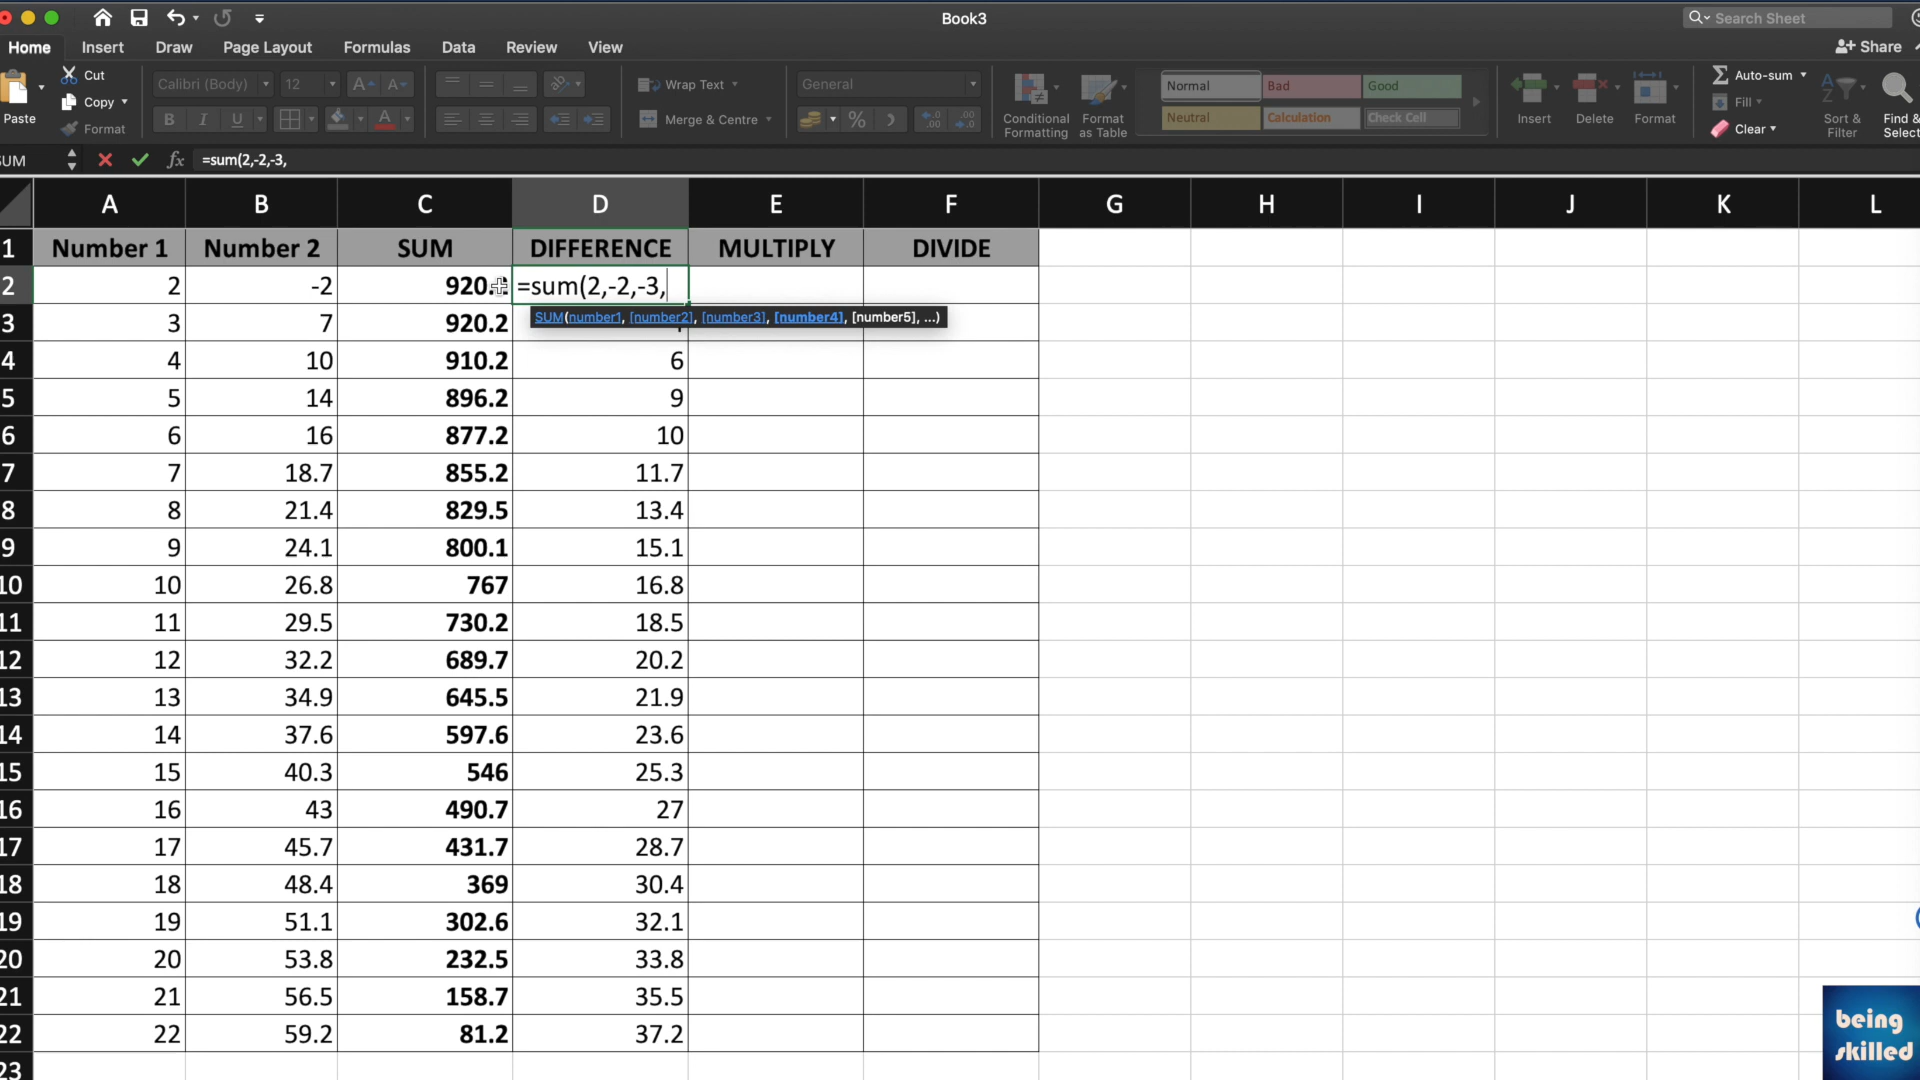 Book3
Search Sheet
Home Insert Draw Page Layout Formulas Data Review View
Share
Paste
Cut
Copy
Format
Calibri (Body) 12
B I U
Wrap Text
Merge & Centre
General
Conditional Formatting
Format as Table
Normal Bad Good
Neutral Calculation Check Cell
Insert Delete Format
Auto-sum
Fill
Clear
Sort & Filter
Find & Select
SUM fx =sum(2,-2,-3,
A B C D E F G H I J K L
1 Number 1 Number 2 SUM DIFFERENCE MULTIPLY DIVIDE
2 2 -2 920. =sum(2,-2,-3,
SUM(number1, [number2], [number3], [number4], [number5], ...)
3 3 7 920.2
4 4 10 910.2 6
5 5 14 896.2 9
6 6 16 877.2 10
7 7 18.7 855.2 11.7
8 8 21.4 829.5 13.4
9 9 24.1 800.1 15.1
10 10 26.8 767 16.8
11 11 29.5 730.2 18.5
12 12 32.2 689.7 20.2
13 13 34.9 645.5 21.9
14 14 37.6 597.6 23.6
15 15 40.3 546 25.3
16 16 43 490.7 27
17 17 45.7 431.7 28.7
18 18 48.4 369 30.4
19 19 51.1 302.6 32.1
20 20 53.8 232.5 33.8
21 21 56.5 158.7 35.5
22 22 59.2 81.2 37.2
23
being
skilled